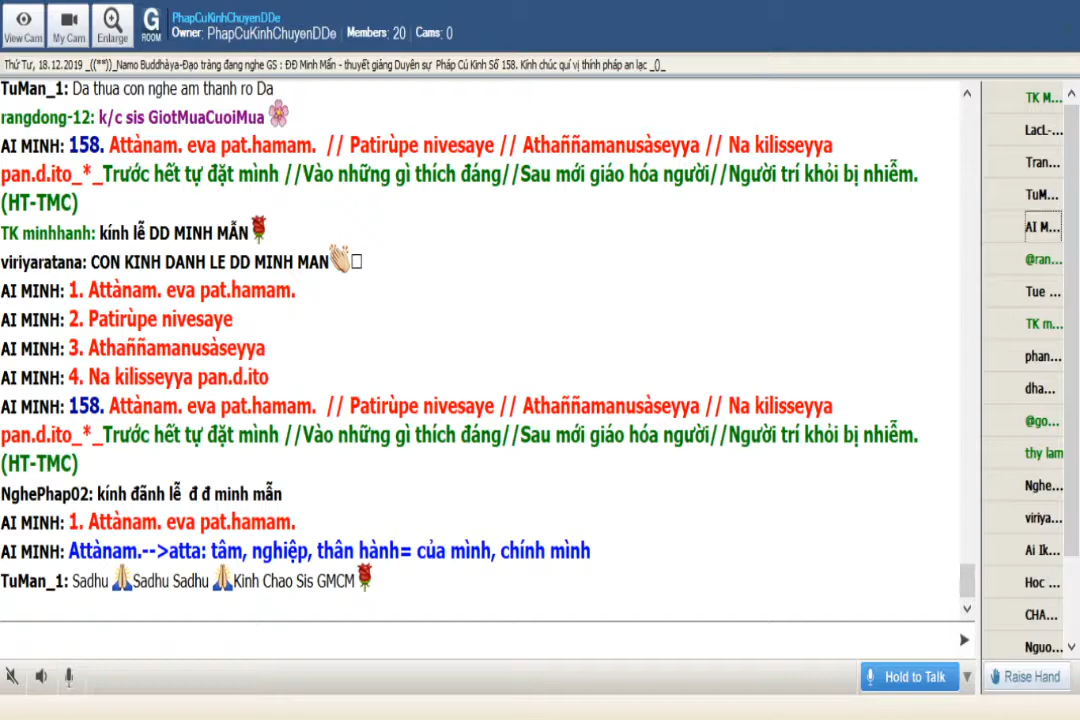 View Cam
My Cam
Enlarge
G
ROOM
PhapCuKinhChuyenDDe
Owner: PhapCuKinhChuyenDDe Members: 20 Cams: 0
Thứ Tư, 18.12.2019 _((**))_Namo Buddhàya-Đạo tràng đang nghe GS : ĐĐ Minh Mẫn - thuyết giảng Duyên sự Pháp Cú Kinh Số 158. Kính chúc quí vị thính pháp an lạc _()_
TuMan_1: Da thua con nghe am thanh ro Da
rangdong-12: k/c sis GiotMuaCuoiMua
AI MINH: 158. Attànam. eva pat.hamam. // Patirùpe nivesaye // Athaññamanusàseyya // Na kilisseyya
pan.d.ito_*_Trước hết tự đặt mình //Vào những gì thích đáng//Sau mới giáo hóa người//Người trí khỏi bị nhiễm.
(HT-TMC)
TK minhhanh: kính lễ DD MINH MẪN
viriyaratana: CON KINH DANH LE DD MINH MAN
AI MINH: 1. Attànam. eva pat.hamam.
AI MINH: 2. Patirùpe nivesaye
AI MINH: 3. Athaññamanusàseyya
AI MINH: 4. Na kilisseyya pan.d.ito
AI MINH: 158. Attànam. eva pat.hamam. // Patirùpe nivesaye // Athaññamanusàseyya // Na kilisseyya
pan.d.ito_*_Trước hết tự đặt mình //Vào những gì thích đáng//Sau mới giáo hóa người//Người trí khỏi bị nhiễm.
(HT-TMC)
NghePhap02: kính đãnh lễ đ đ minh mẫn
AI MINH: 1. Attànam. eva pat.hamam.
AI MINH: Attànam.-->atta: tâm, nghiệp, thân hành= của mình, chính mình
TuMan_1: Sadhu Sadhu Sadhu Kinh Chao Sis GMCM
TK M...
LacL-...
Tran...
TuM...
AI M...
@ran...
Tue ...
TK m...
phan...
dha...
@go...
thy lam
Nghe...
viriya...
Ai Ik...
Hoc ...
CHA...
Nguo...
Hold to Talk
Raise Hand